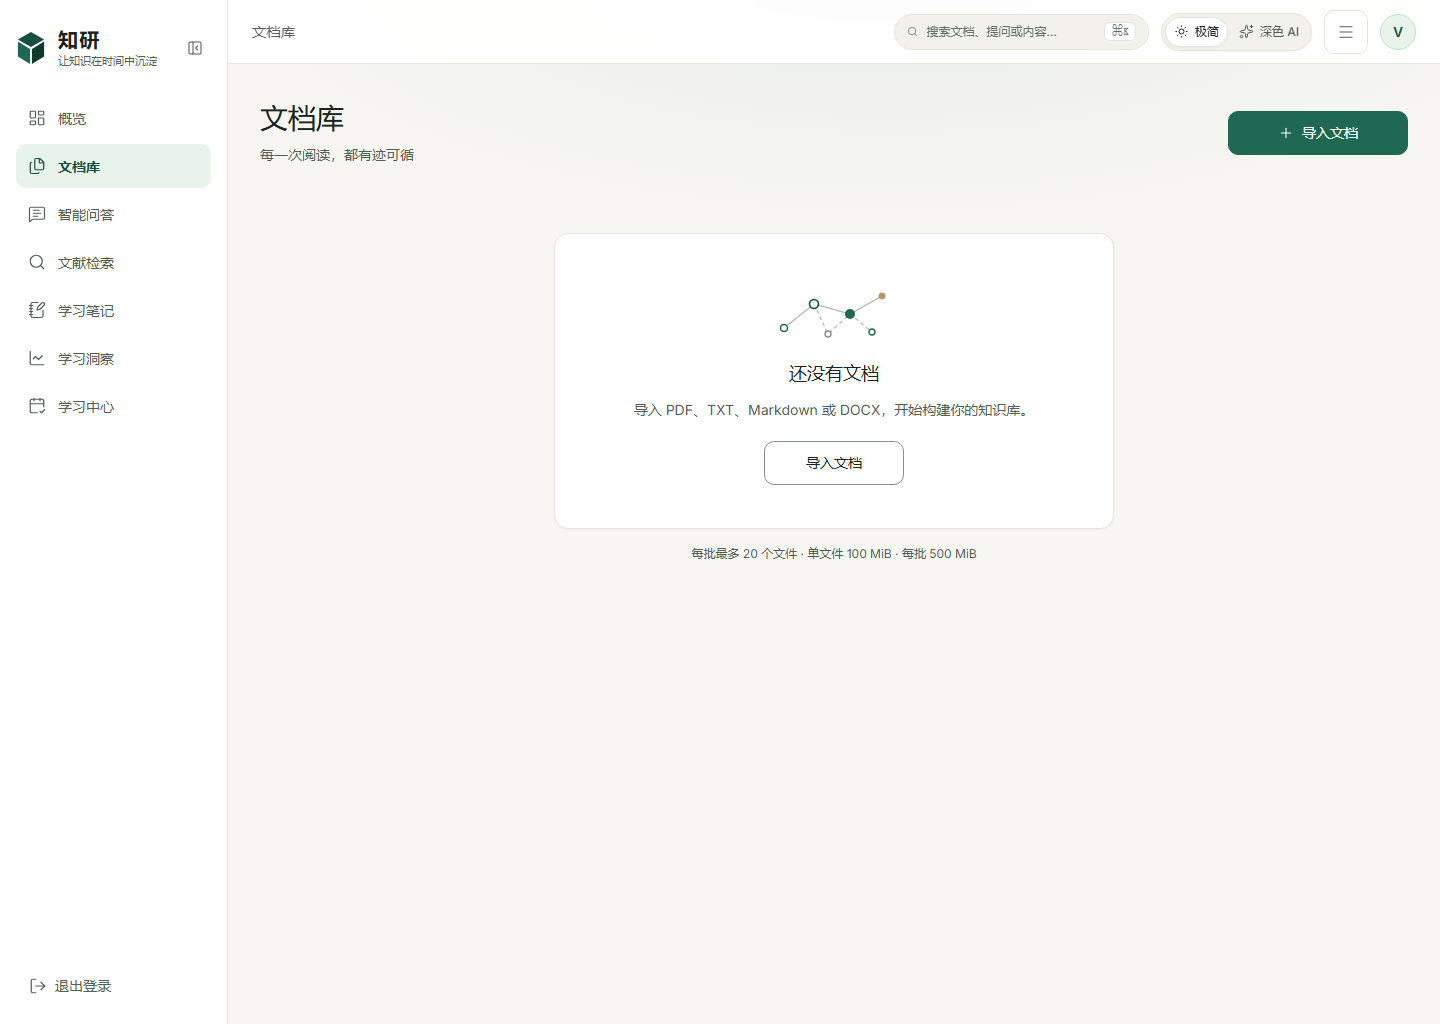 知研
让知识在时间中沉淀
概览
文档库
智能问答
文献检索
学习笔记
学习洞察
学习中心
退出登录
文档库
搜索文档、提问或内容...
⌘K
极简
深色 AI
V
文档库
每一次阅读，都有迹可循
导入文档
还没有文档
导入 PDF、TXT、Markdown 或 DOCX，开始构建你的知识库。
导入文档
每批最多 20 个文件 · 单文件 100 MiB · 每批 500 MiB